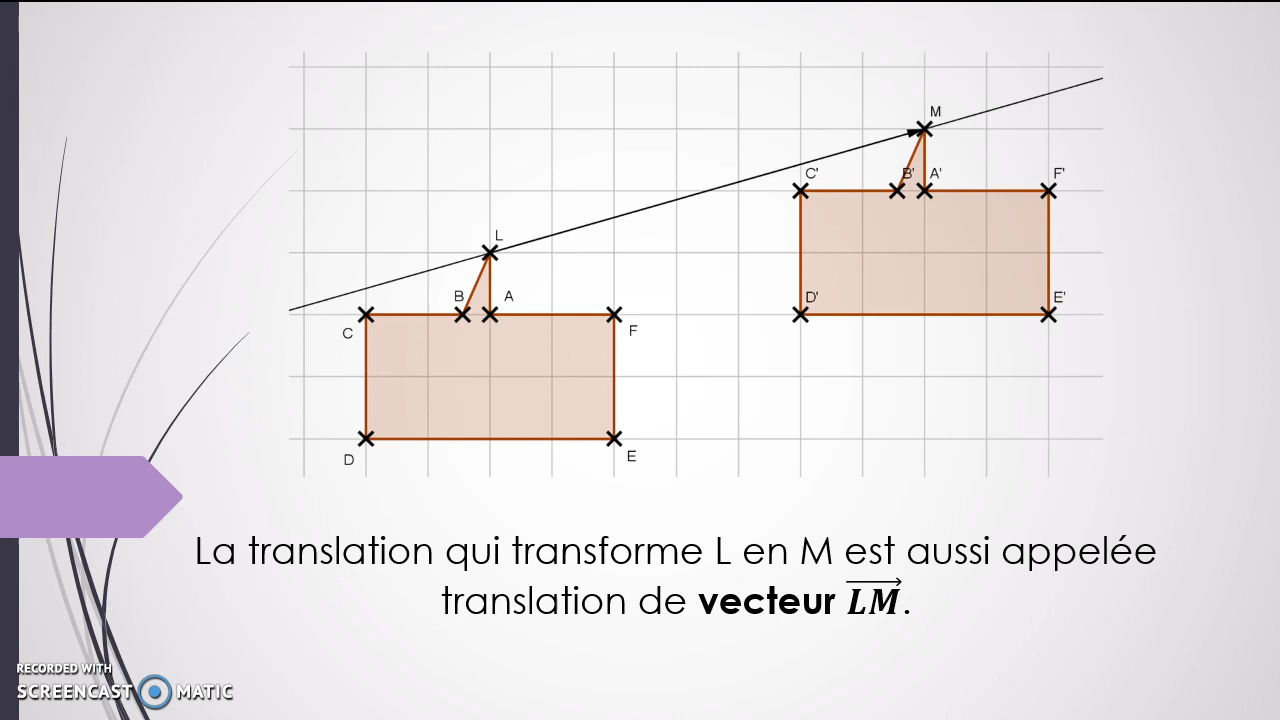 M
C'
B'
A'
F'
L
D'
E'
B
A
C
F
D
E
La translation qui transforme L en M est aussi appelée
translation de vecteur LM.
RECORDED WITH
SCREENCAST MATIC